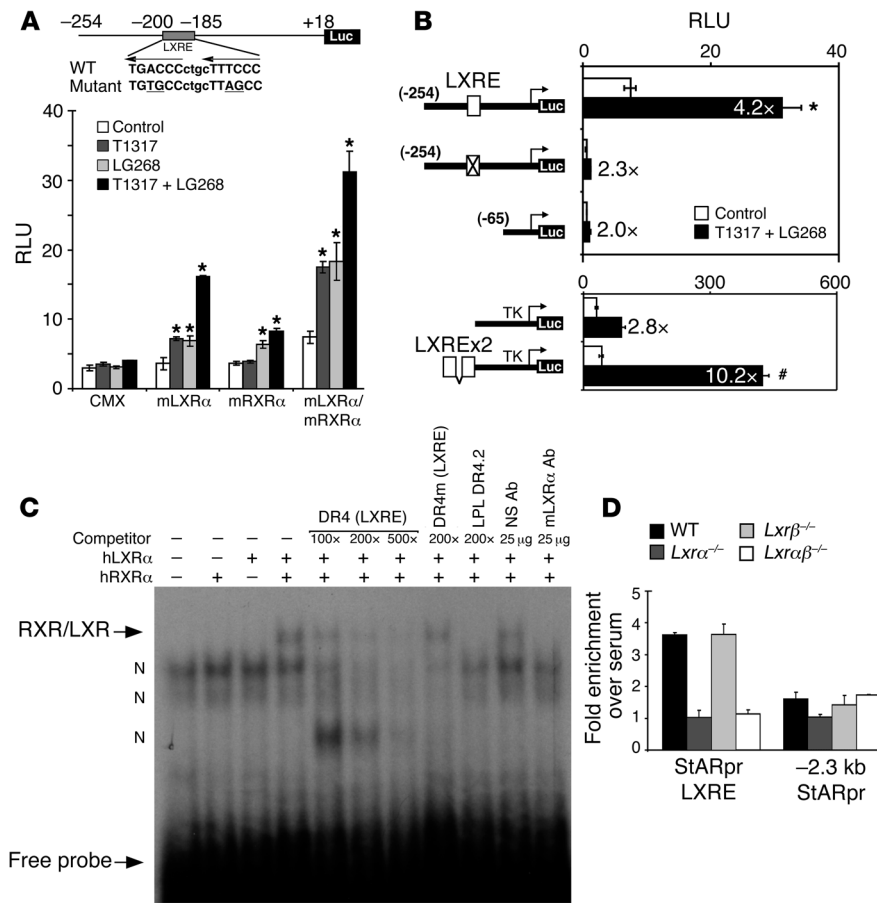 A
−254
−200
−185
+18
LXRE
Luc
WT TGACCCctgcTTTCCC
Mutant TGTGCCctgcTTAGCC
RLU
40
30
20
10
0
Control
T1317
LG268
T1317 + LG268
*
* *
*
* *
* *
*
CMX
mLXRα
mRXRα
mLXRα/
mRXRα
B
RLU
0
20
40
(-254)
LXRE
Luc
4.2×
*
(-254)
Luc
2.3×
(-65)
Luc
2.0×
Control
T1317 + LG268
0
300
600
TK
Luc
2.8×
LXREx2
TK
Luc
10.2×
#
C
DR4 (LXRE)
DR4m (LXRE)
LPL DR4.2
NS Ab
mLXRα Ab
Competitor − − − − 100× 200× 500× 200× 200× 25 µg 25 µg
hLXRα − − + + + + + + + + +
hRXRα − + − + + + + + + + +
RXR/LXR
N
N
N
Free probe
D
WT
Lxrα−/−
Lxrβ−/−
Lxrαβ−/−
Fold enrichment
over serum
5
4
3
2
1
0
StARpr
LXRE
−2.3 kb
StARpr